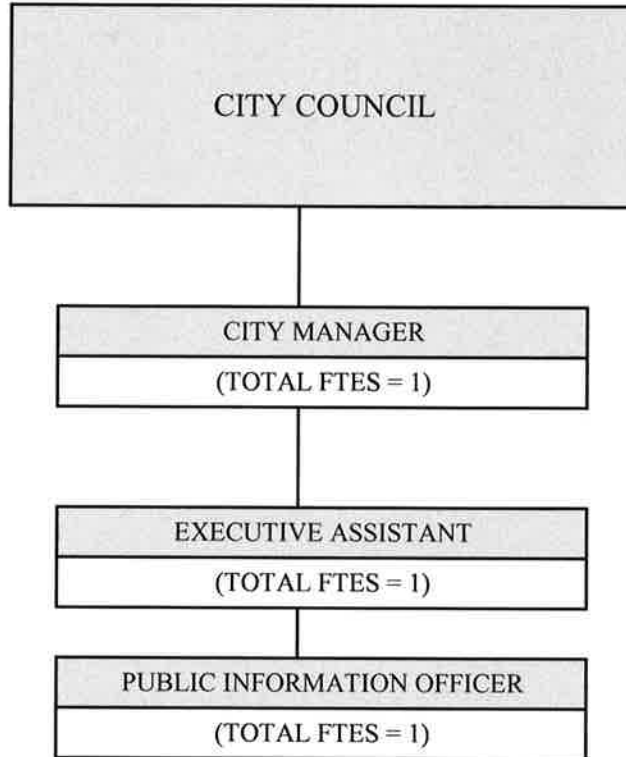 CITY COUNCIL
CITY MANAGER
(TOTAL FTES = 1)
EXECUTIVE ASSISTANT
(TOTAL FTES = 1)
PUBLIC INFORMATION OFFICER
(TOTAL FTES = 1)